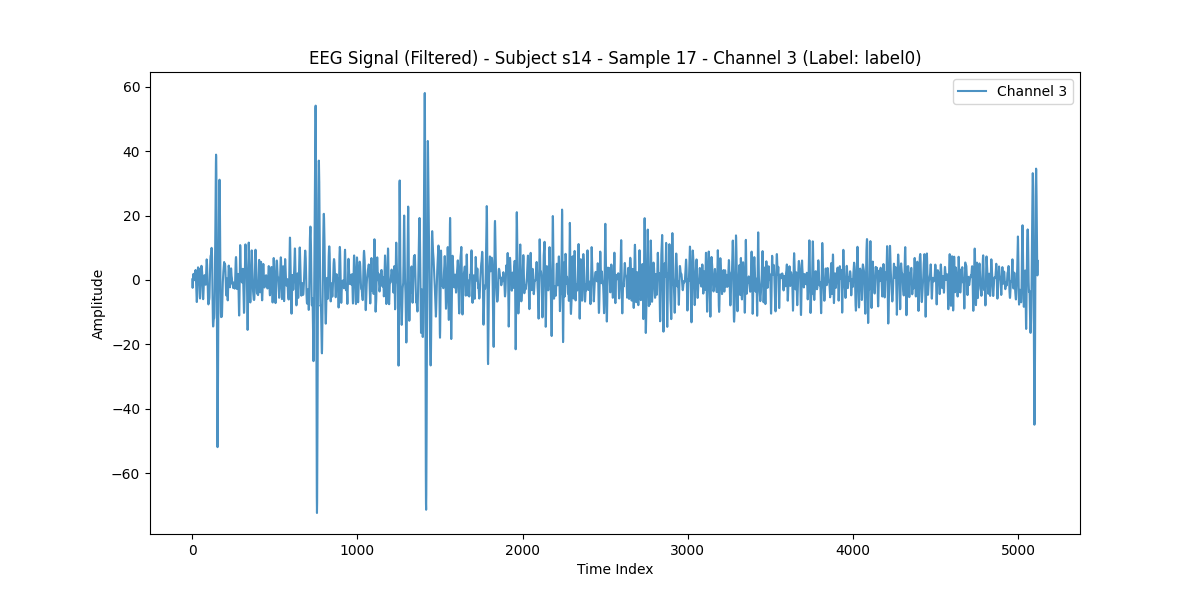 EEG Signal (Filtered) - Subject s14 - Sample 17 - Channel 3 (Label: label0)
Channel 3
60
40
20
0
−20
−40
−60
Amplitude
0 1000 2000 3000 4000 5000
Time Index